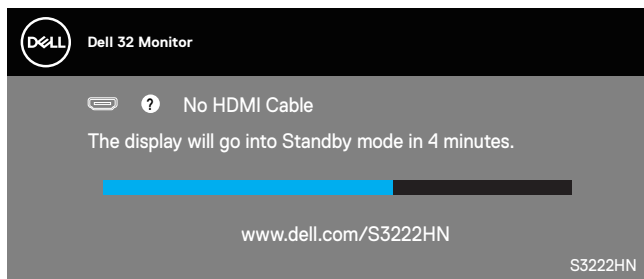 DELL
Dell 32 Monitor
? No HDMI Cable
The display will go into Standby mode in 4 minutes.
www.dell.com/S3222HN
S3222HN